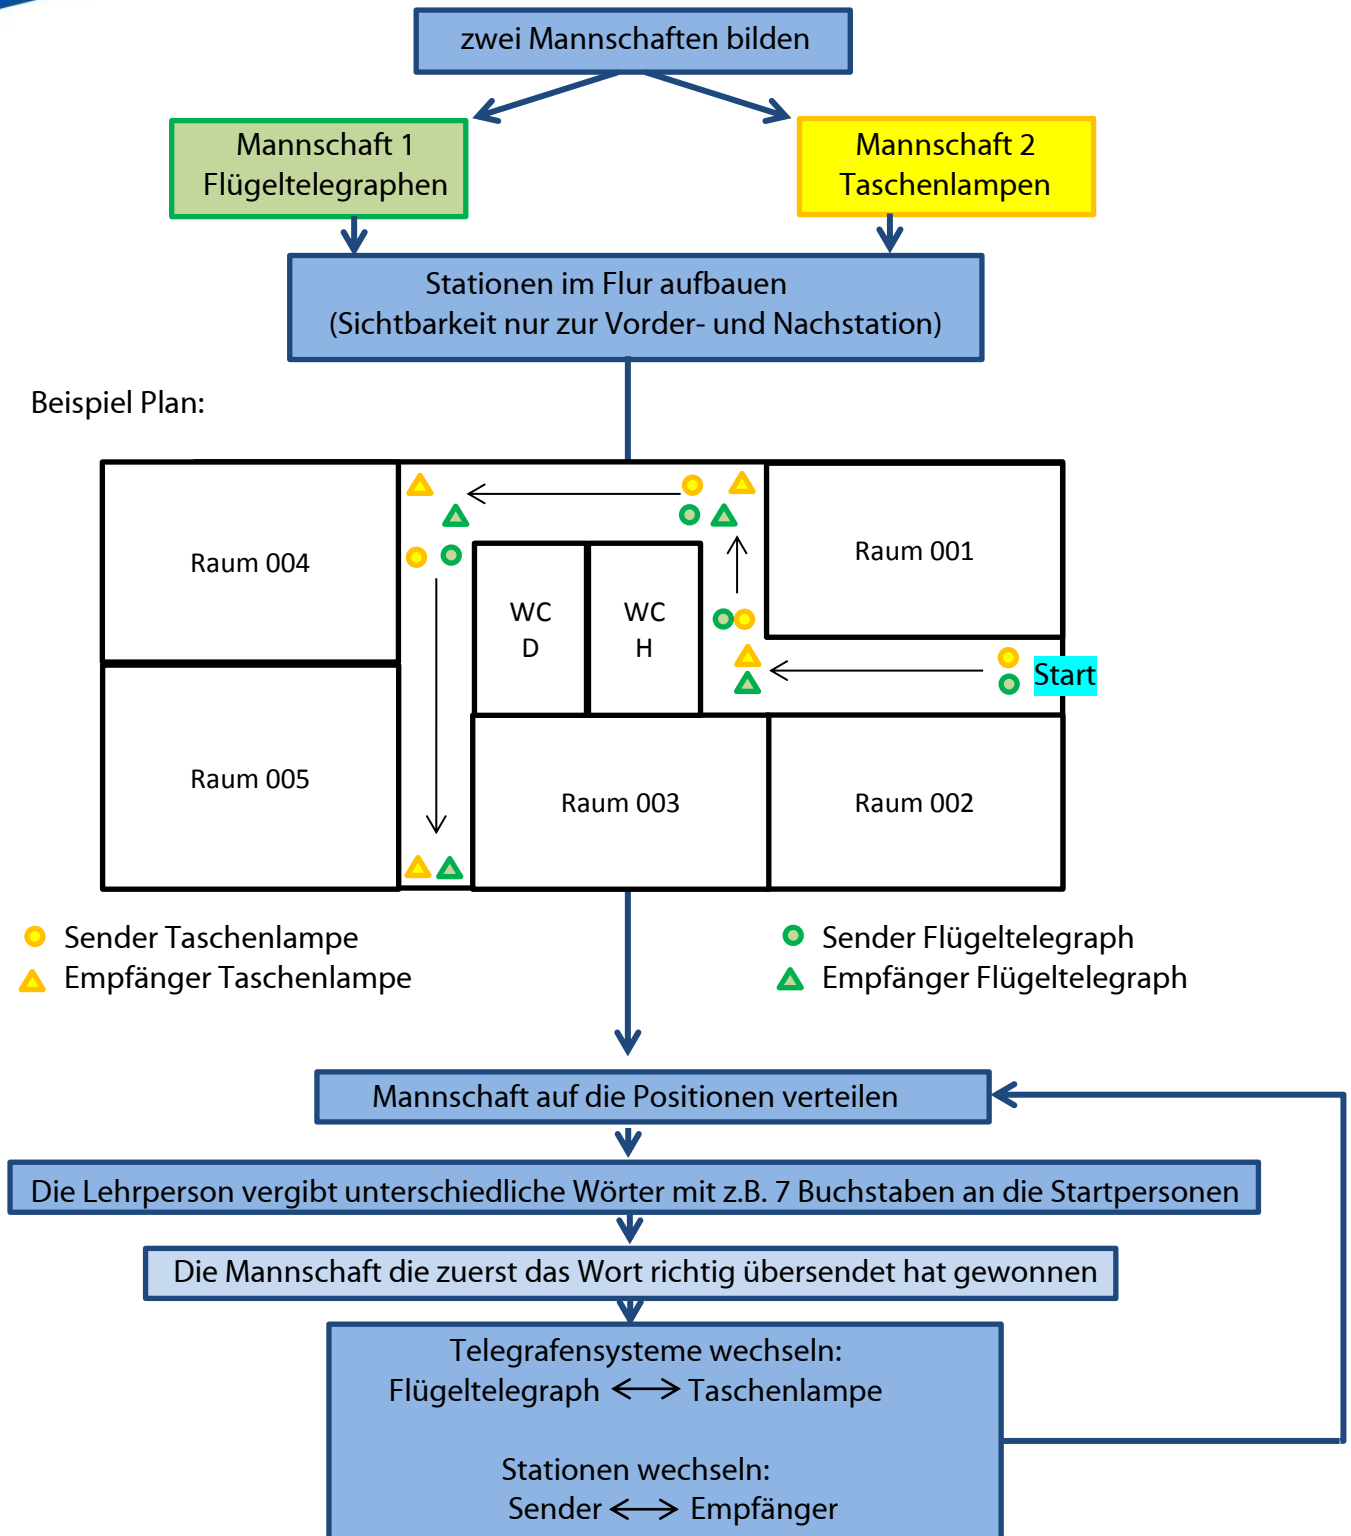 zwei Mannschaften bilden
Mannschaft 1
Flügeltelegraphen
Mannschaft 2
Taschenlampen
Stationen im Flur aufbauen
(Sichtbarkeit nur zur Vorder- und Nachstation)
Beispiel Plan:
Raum 004
Raum 001
WC
D
WC
H
Start
Raum 005
Raum 003
Raum 002
Sender Taschenlampe
Empfänger Taschenlampe
Sender Flügeltelegraph
Empfänger Flügeltelegraph
Mannschaft auf die Positionen verteilen
Die Lehrperson vergibt unterschiedliche Wörter mit z.B. 7 Buchstaben an die Startpersonen
Die Mannschaft die zuerst das Wort richtig übersendet hat gewonnen
Telegrafensysteme wechseln:
Flügeltelegraph ⟷ Taschenlampe
Stationen wechseln:
Sender ⟷ Empfänger